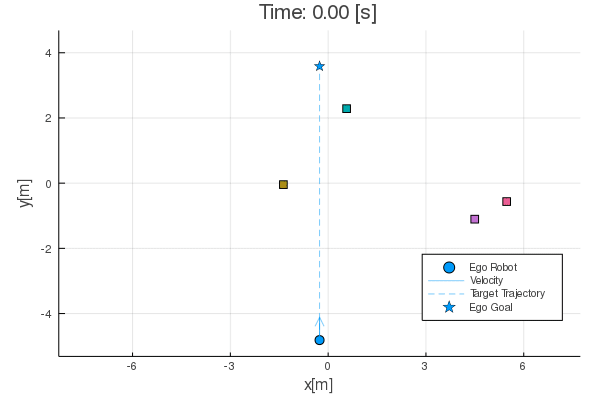 Time: 0.00 [s]
4
2
0
-2
-4
y[m]
Ego Robot
Velocity
Target Trajectory
Ego Goal
-6
-3
0
3
6
x[m]